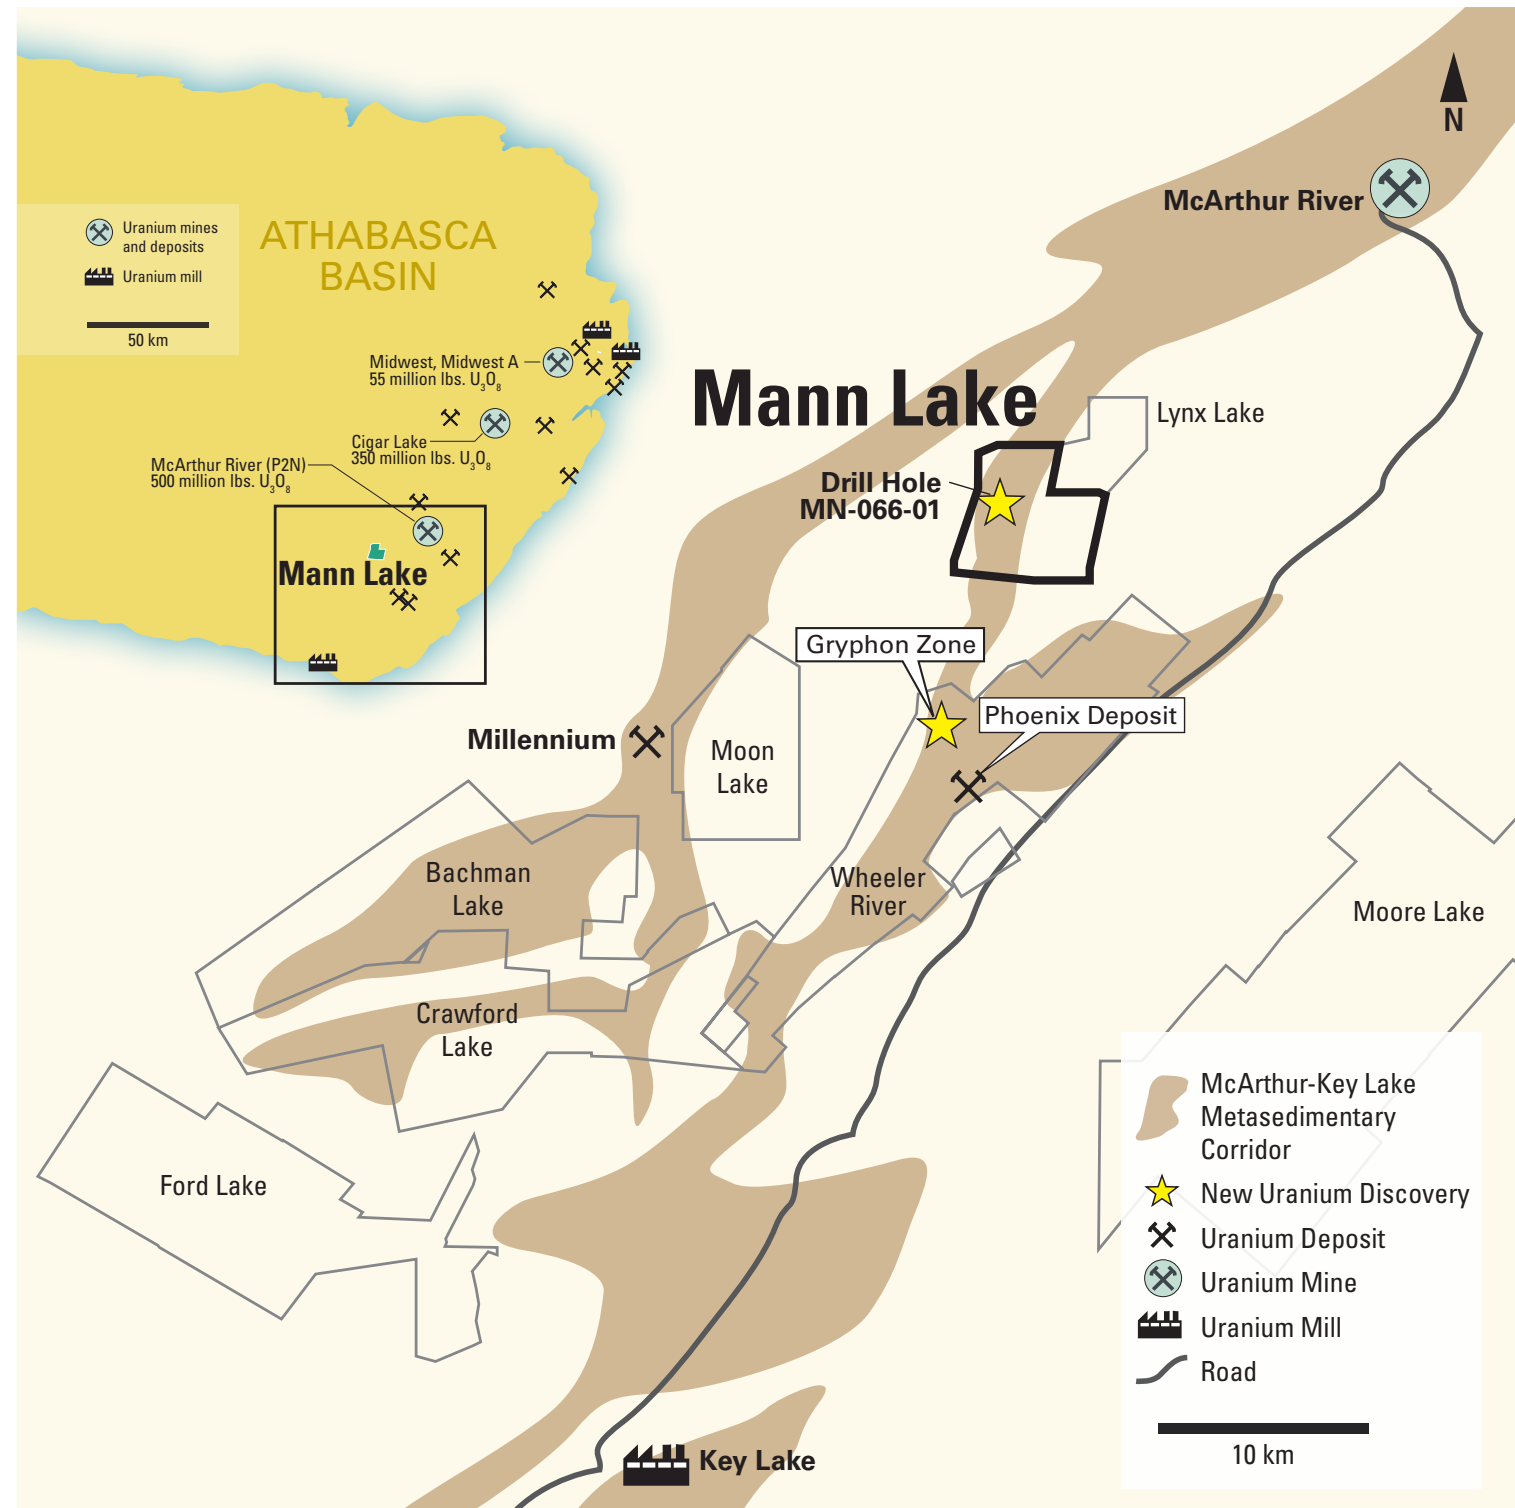 N
McArthur River
Uranium mines
and deposits
Uranium mill
50 km
ATHABASCA
BASIN
Midwest, Midwest A
55 million lbs. U₃O₈
Cigar Lake
350 million lbs. U₃O₈
McArthur River (P2N)
500 million lbs. U₃O₈
Mann Lake
Mann Lake
Lynx Lake
Drill Hole
MN-066-01
Gryphon Zone
Phoenix Deposit
Millennium
Moon
Lake
Bachman
Lake
Wheeler
River
Moore Lake
Crawford
Lake
Ford Lake
Key Lake
McArthur-Key Lake
Metasedimentary
Corridor
New Uranium Discovery
Uranium Deposit
Uranium Mine
Uranium Mill
Road
10 km